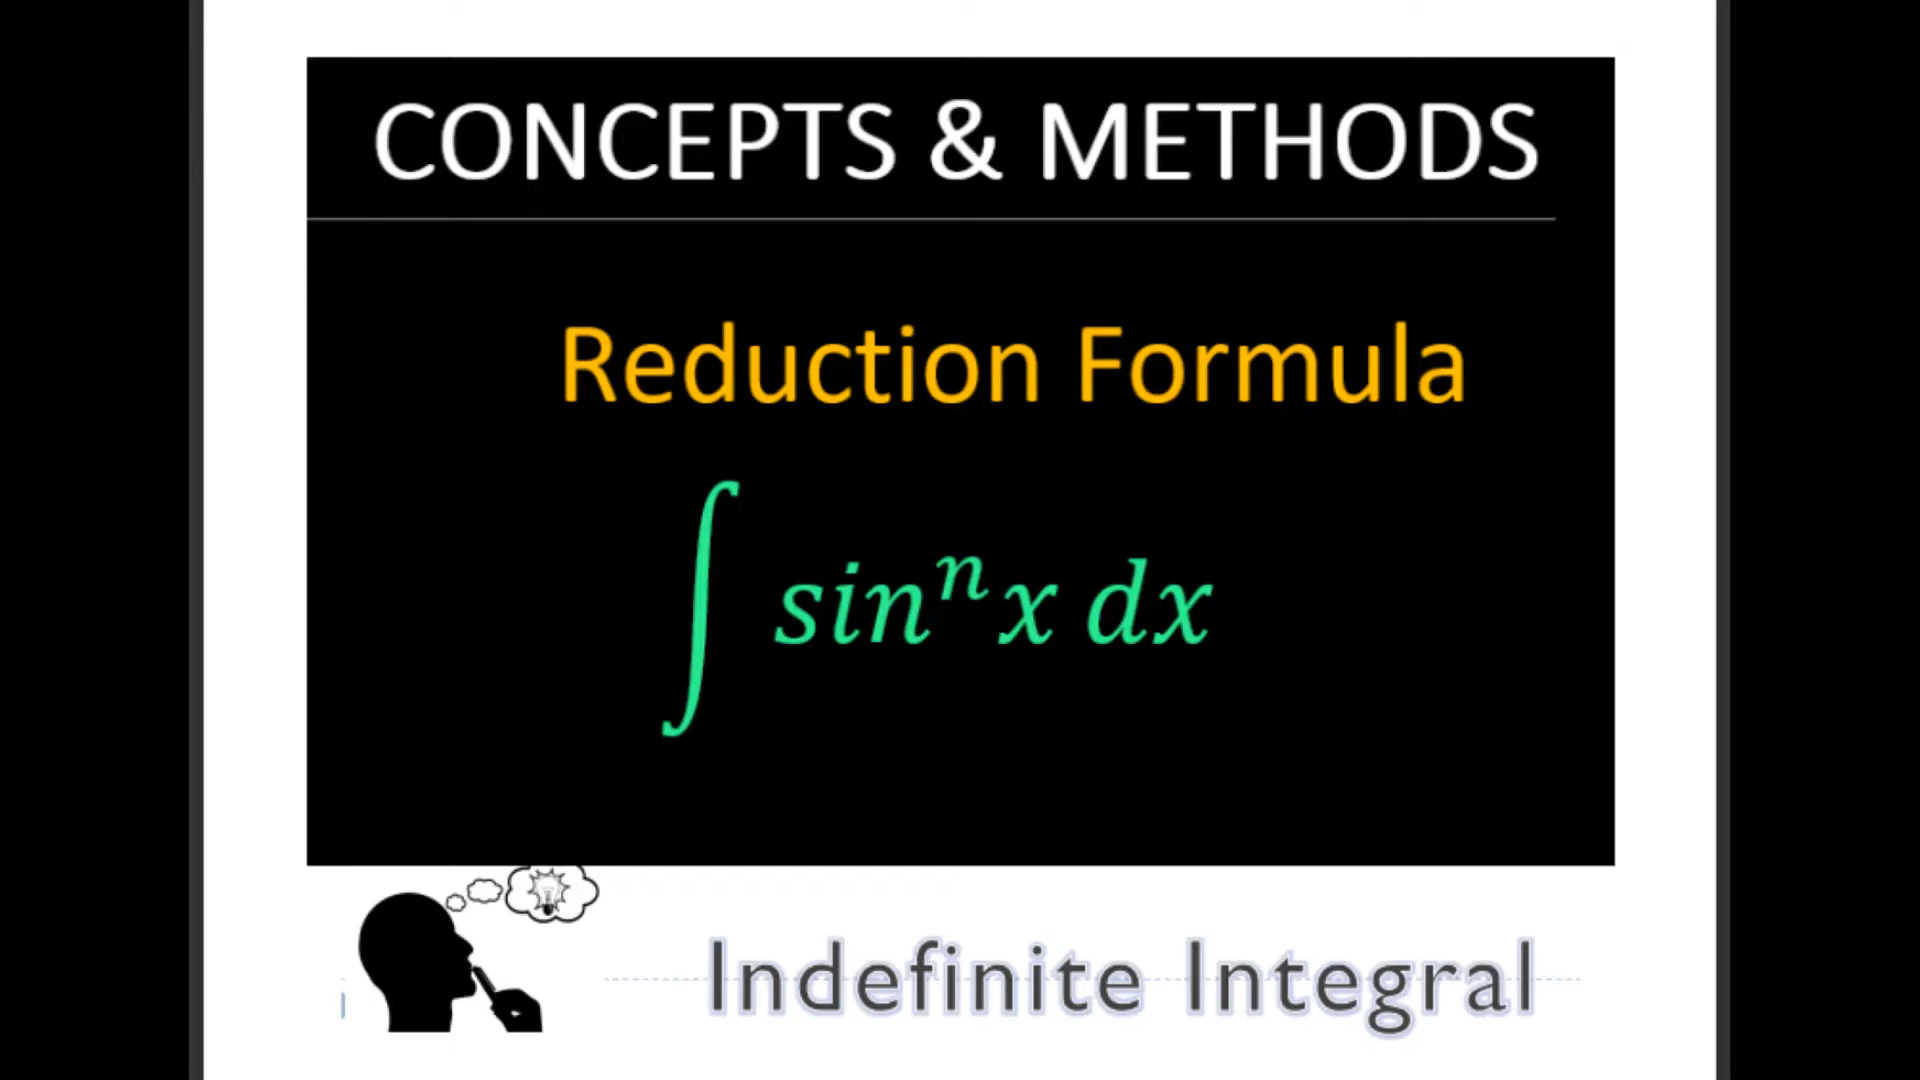 CONCEPTS & METHODS
Reduction Formula
∫ sinⁿx dx
Indefinite Integral